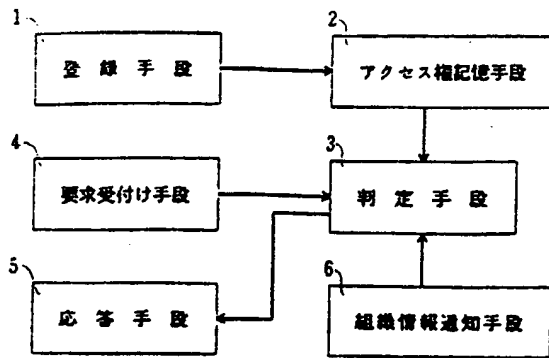 1
登録手段
2
アクセス権記憶手段
4
要求受付け手段
3
判定手段
5
応答手段
6
組織情報通知手段